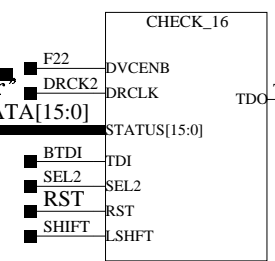 CHECK_16
F22
DVCENB
DRCK2
DRCLK
TDO
ATA[15:0]
STATUS[15:0]
BTDI
TDI
SEL2
SEL2
RST
RST
SHIFT
LSHFT